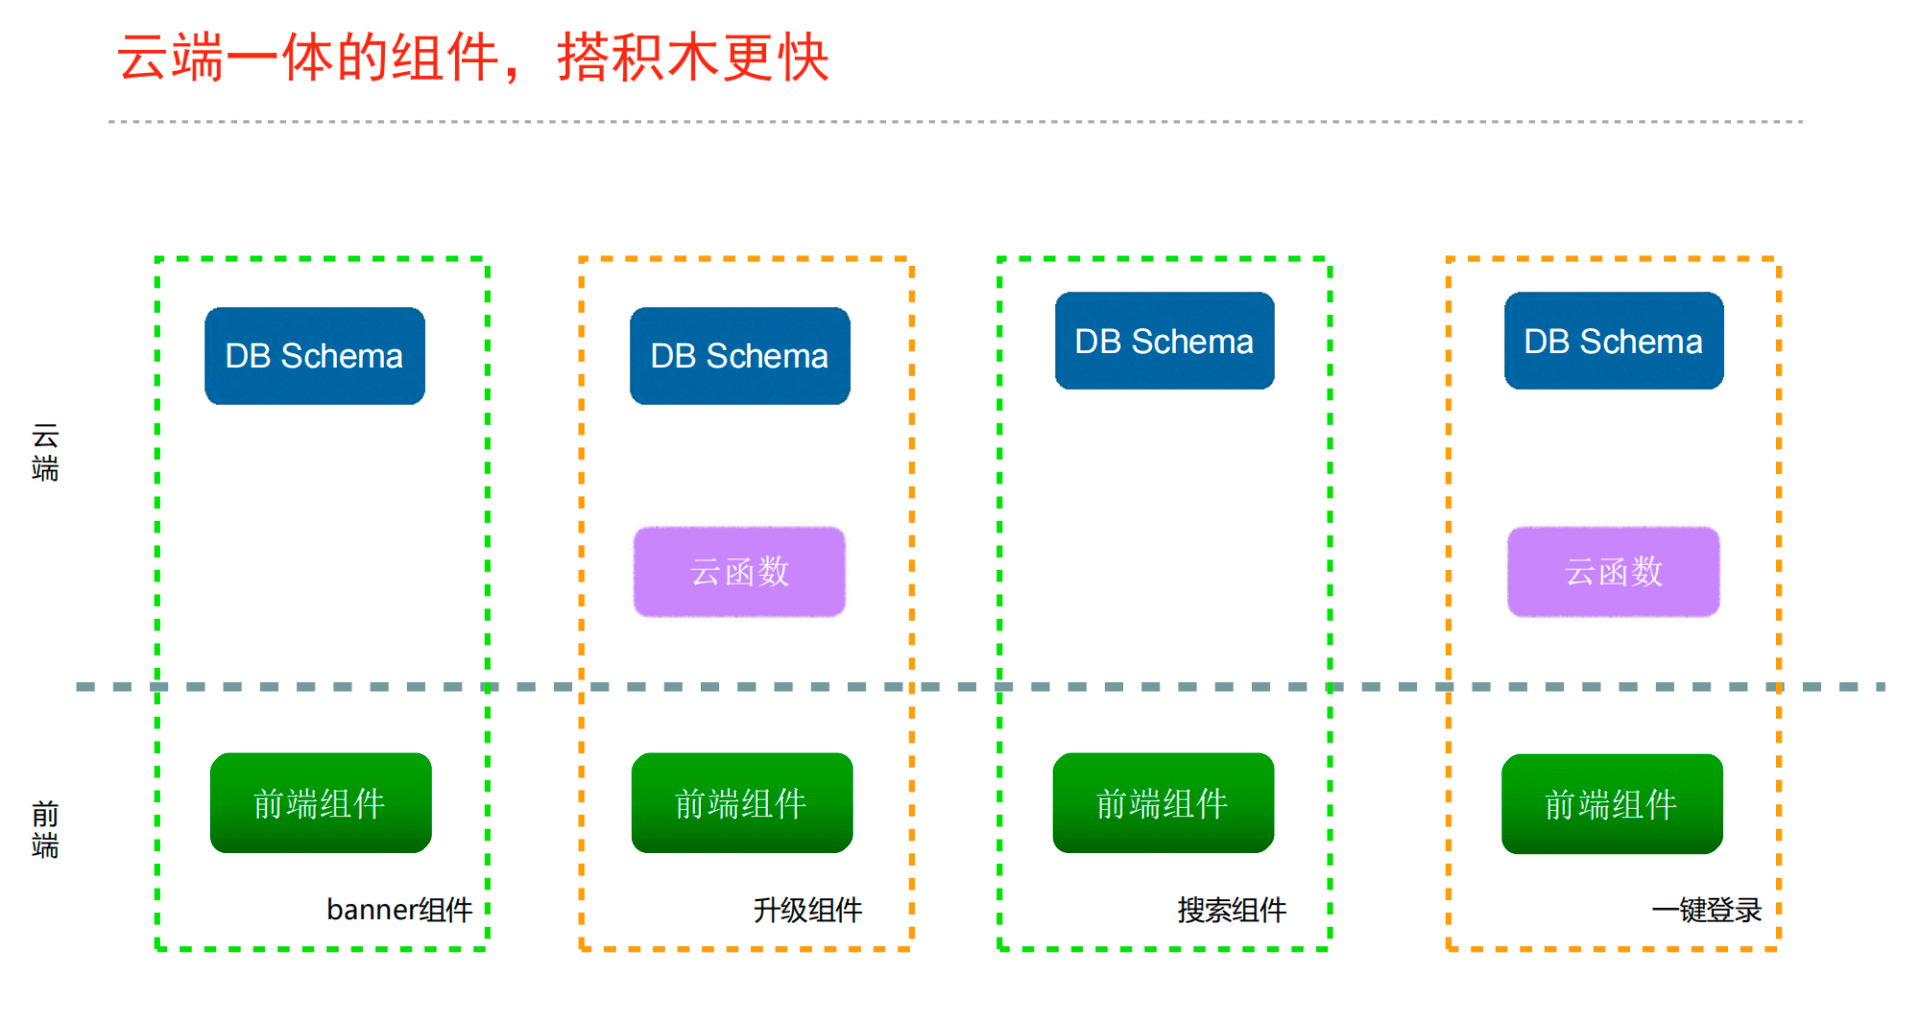 云端一体的组件，搭积木更快
DB Schema
DB Schema
DB Schema
DB Schema
云端
云函数
云函数
前端
前端组件
前端组件
前端组件
前端组件
banner组件
升级组件
搜索组件
一键登录